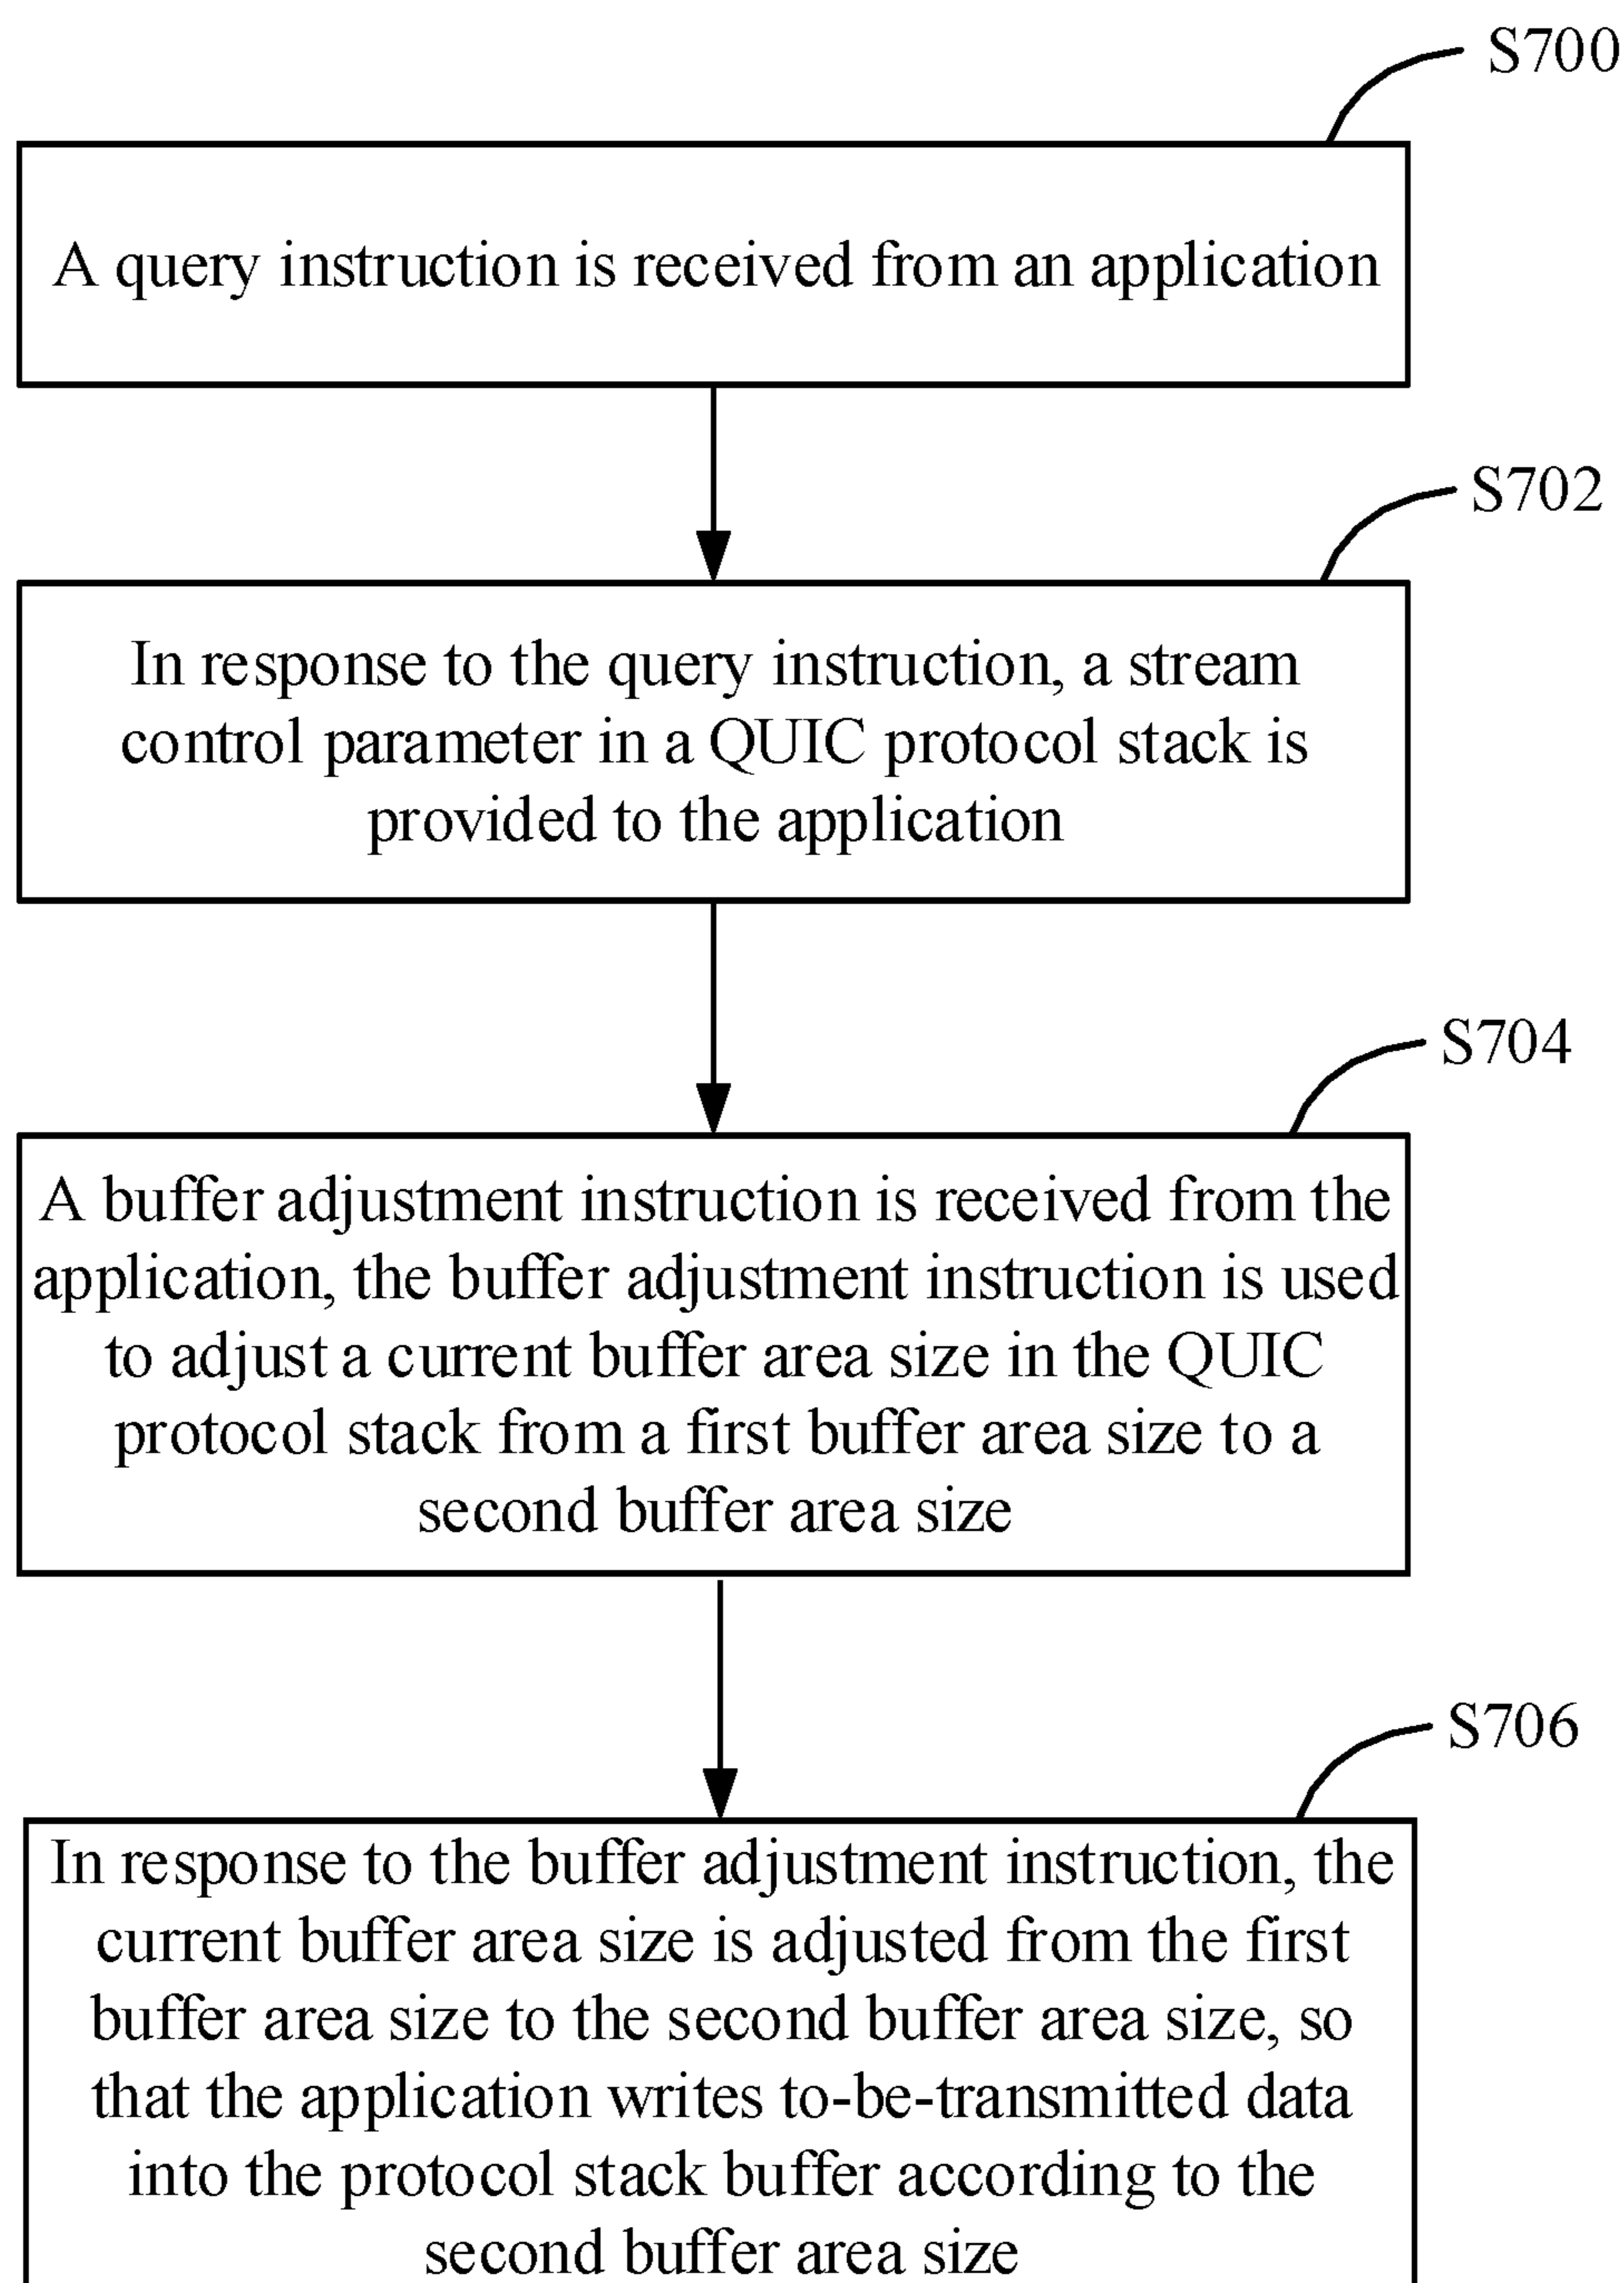 S700
A query instruction is received from an application
S702
In response to the query instruction, a stream
control parameter in a QUIC protocol stack is
provided to the application
S704
A buffer adjustment instruction is received from the
application, the buffer adjustment instruction is used
to adjust a current buffer area size in the QUIC
protocol stack from a first buffer area size to a
second buffer area size
S706
In response to the buffer adjustment instruction, the
current buffer area size is adjusted from the first
buffer area size to the second buffer area size, so
that the application writes to-be-transmitted data
into the protocol stack buffer according to the
second buffer area size